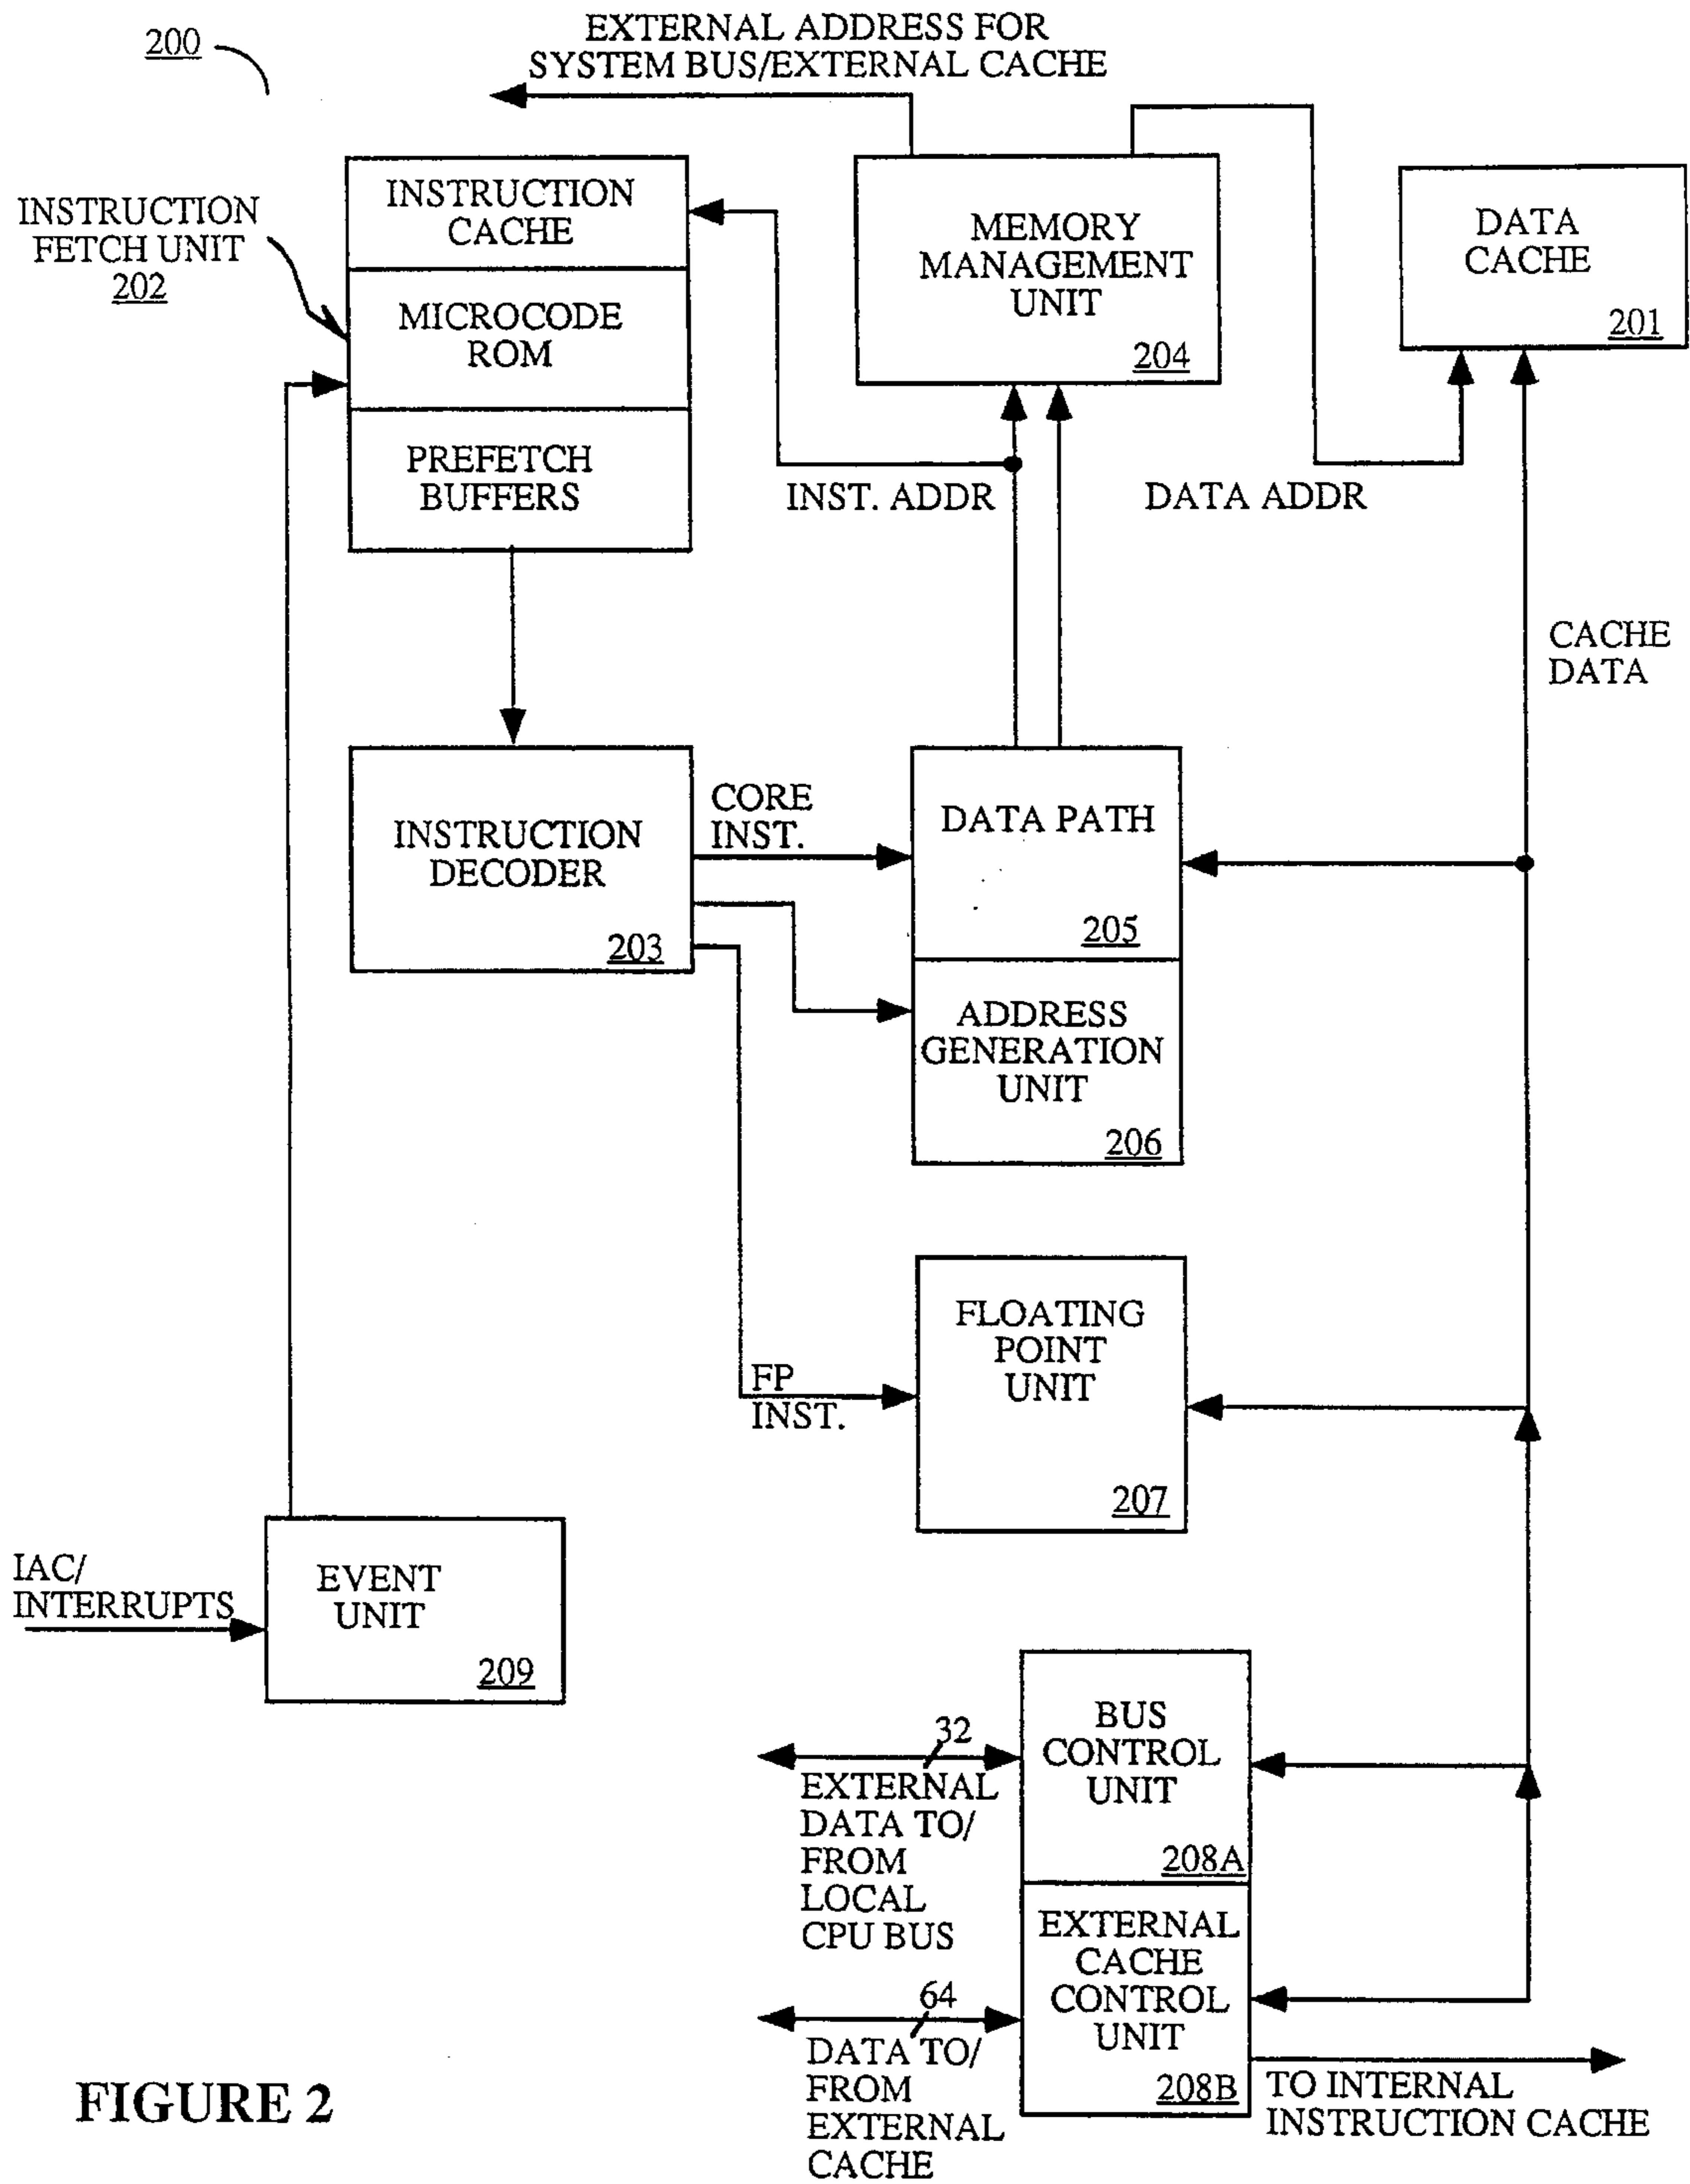 200
EXTERNAL ADDRESS FOR
SYSTEM BUS/EXTERNAL CACHE
INSTRUCTION
FETCH UNIT
202
INSTRUCTION
CACHE
MICROCODE
ROM
PREFETCH
BUFFERS
MEMORY
MANAGEMENT
UNIT
204
DATA
CACHE
201
INST. ADDR
DATA ADDR
CACHE
DATA
INSTRUCTION
DECODER
203
CORE
INST.
DATA PATH
205
ADDRESS
GENERATION
UNIT
206
FP
INST.
FLOATING
POINT
UNIT
207
IAC/
INTERRUPTS
EVENT
UNIT
209
32
EXTERNAL
DATA TO/
FROM
LOCAL
CPU BUS
BUS
CONTROL
UNIT
208A
64
DATA TO/
FROM
EXTERNAL
CACHE
EXTERNAL
CACHE
CONTROL
UNIT
208B
TO INTERNAL
INSTRUCTION CACHE
FIGURE 2